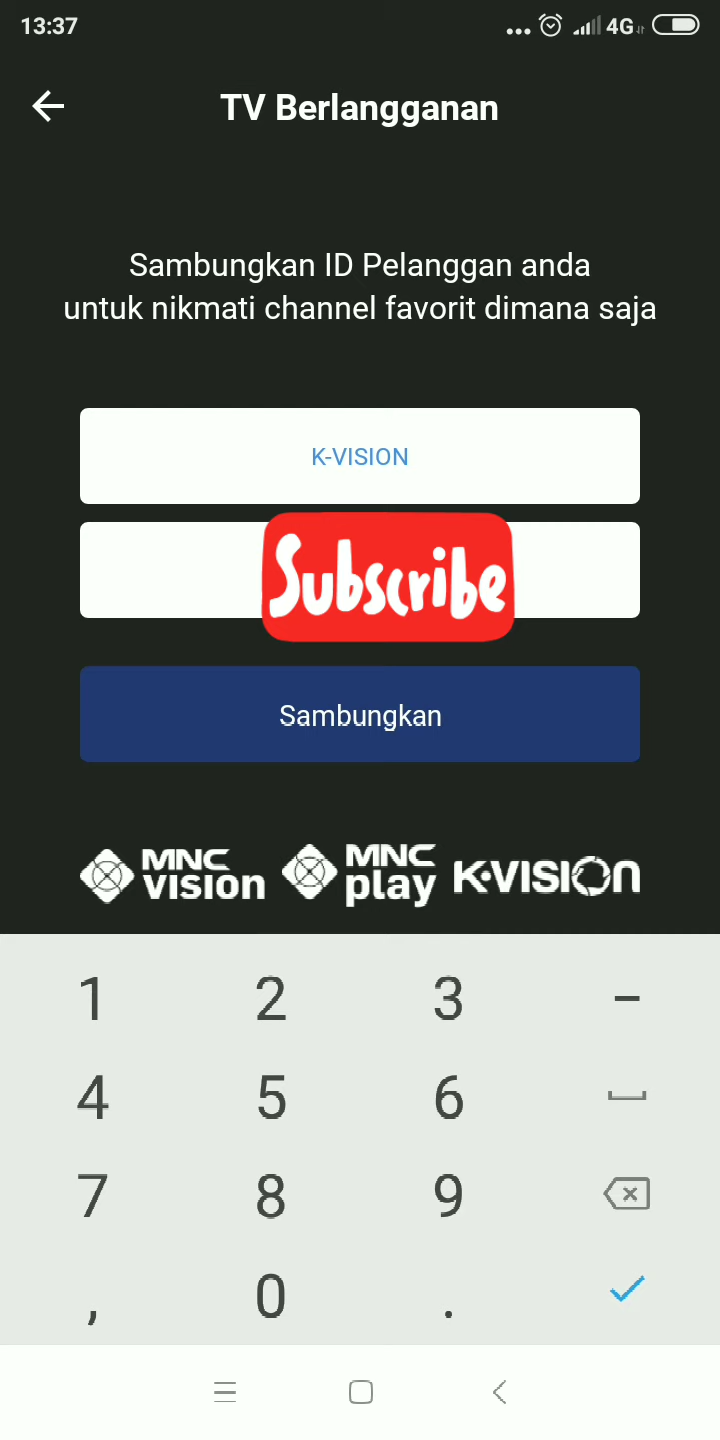 13:37
4G
TV Berlangganan
Sambungkan ID Pelanggan anda
untuk nikmati channel favorit dimana saja
K-VISION
Subscribe
Sambungkan
MNC vision
MNC play
K-VISION
1 2 3 –
4 5 6
7 8 9
, 0 .